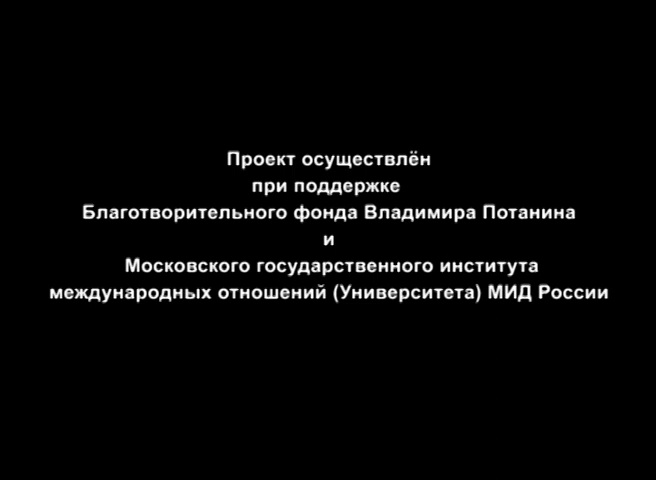 Проект осуществлён
при поддержке
Благотворительного фонда Владимира Потанина
и
Московского государственного института
международных отношений (Университета) МИД России